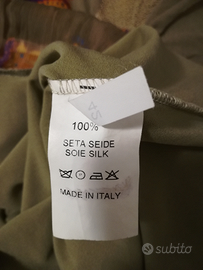 100%
SETA SEIDE
SOIE SILK
MADE IN ITALY
subito